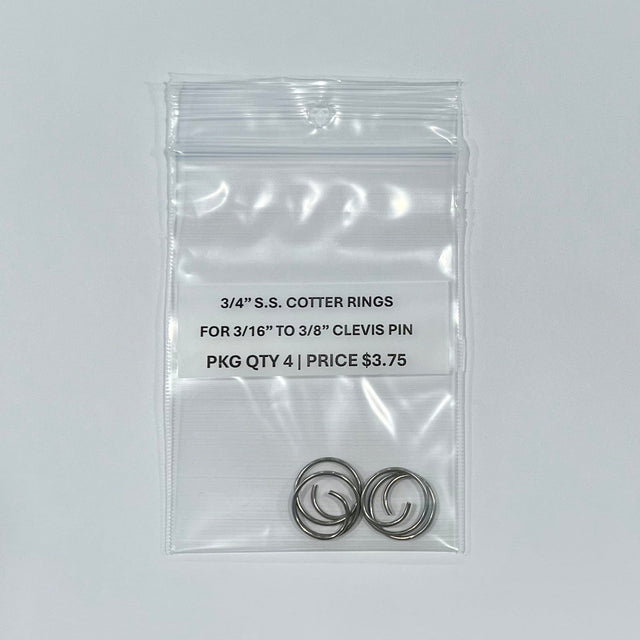 3/4” S.S. COTTER RINGS
FOR 3/16” TO 3/8” CLEVIS PIN
PKG QTY 4 | PRICE $3.75